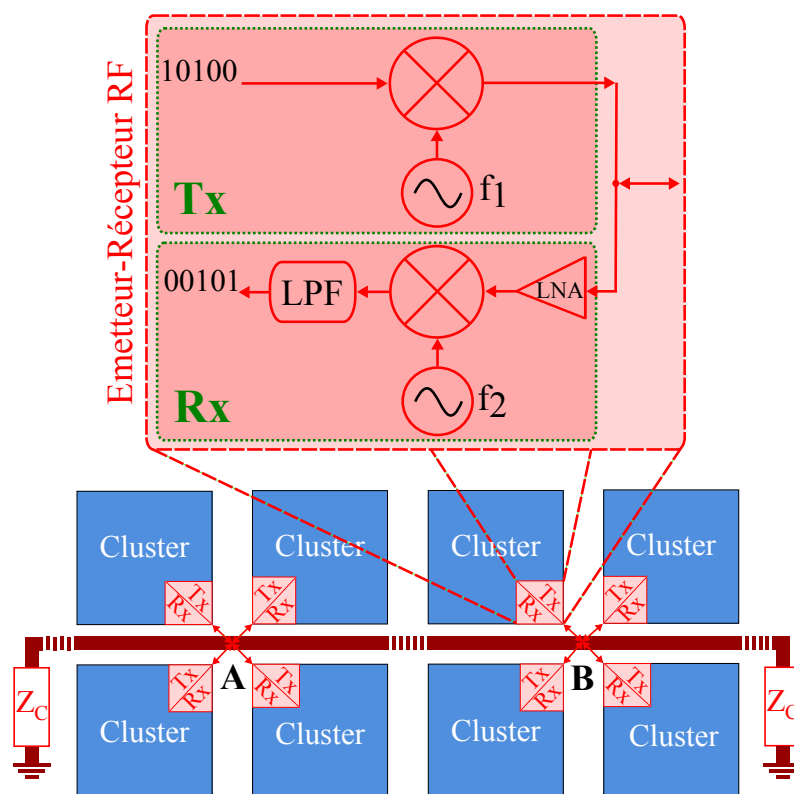 Emetteur-Récepteur RF
10100
f1
Tx
00101
LPF
LNA
f2
Rx
Cluster
Cluster
Cluster
Cluster
Tx
Rx
Tx
Rx
Tx
Rx
Tx
Rx
A
B
Tx
Rx
Tx
Rx
Tx
Rx
Tx
Rx
ZC
ZC
Cluster
Cluster
Cluster
Cluster